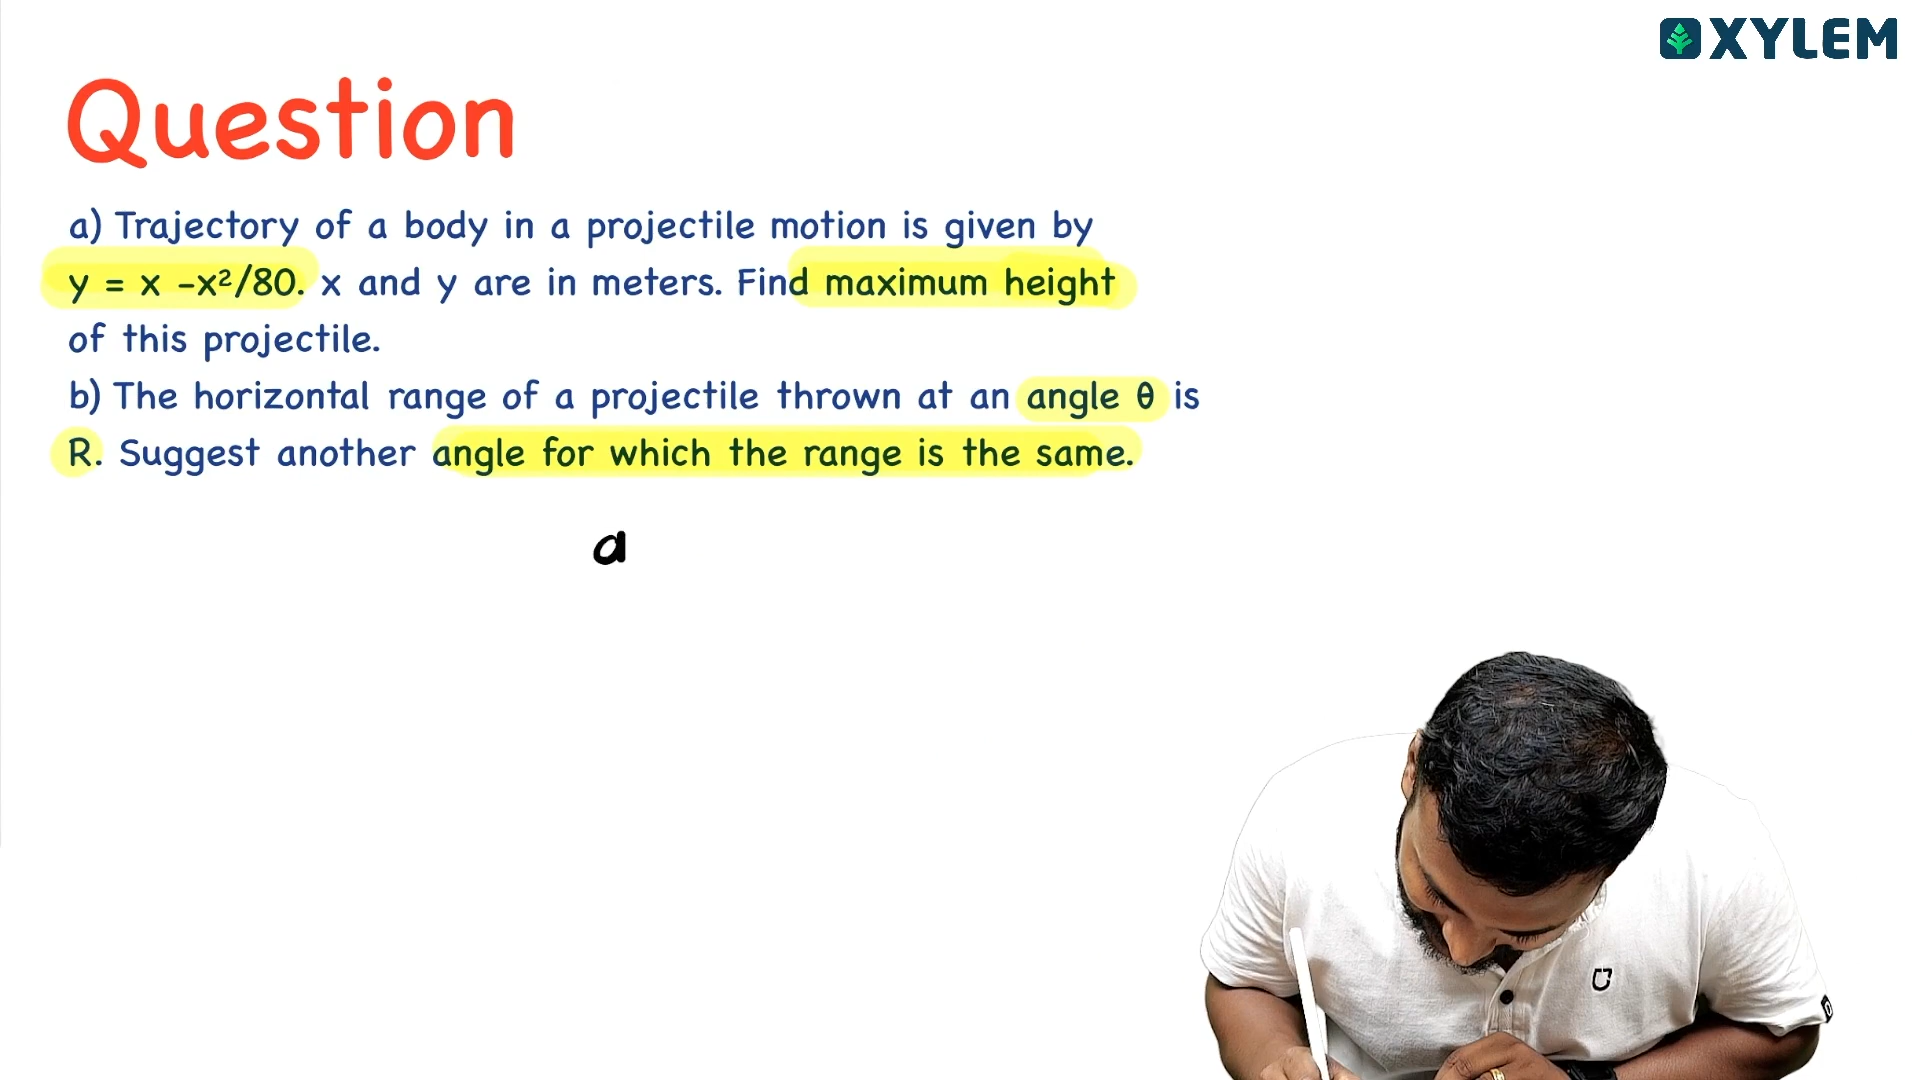 XYLEM
Question
a) Trajectory of a body in a projectile motion is given by
y = x -x²/80. x and y are in meters. Find maximum height
of this projectile.
b) The horizontal range of a projectile thrown at an angle θ is
R. Suggest another angle for which the range is the same.
a